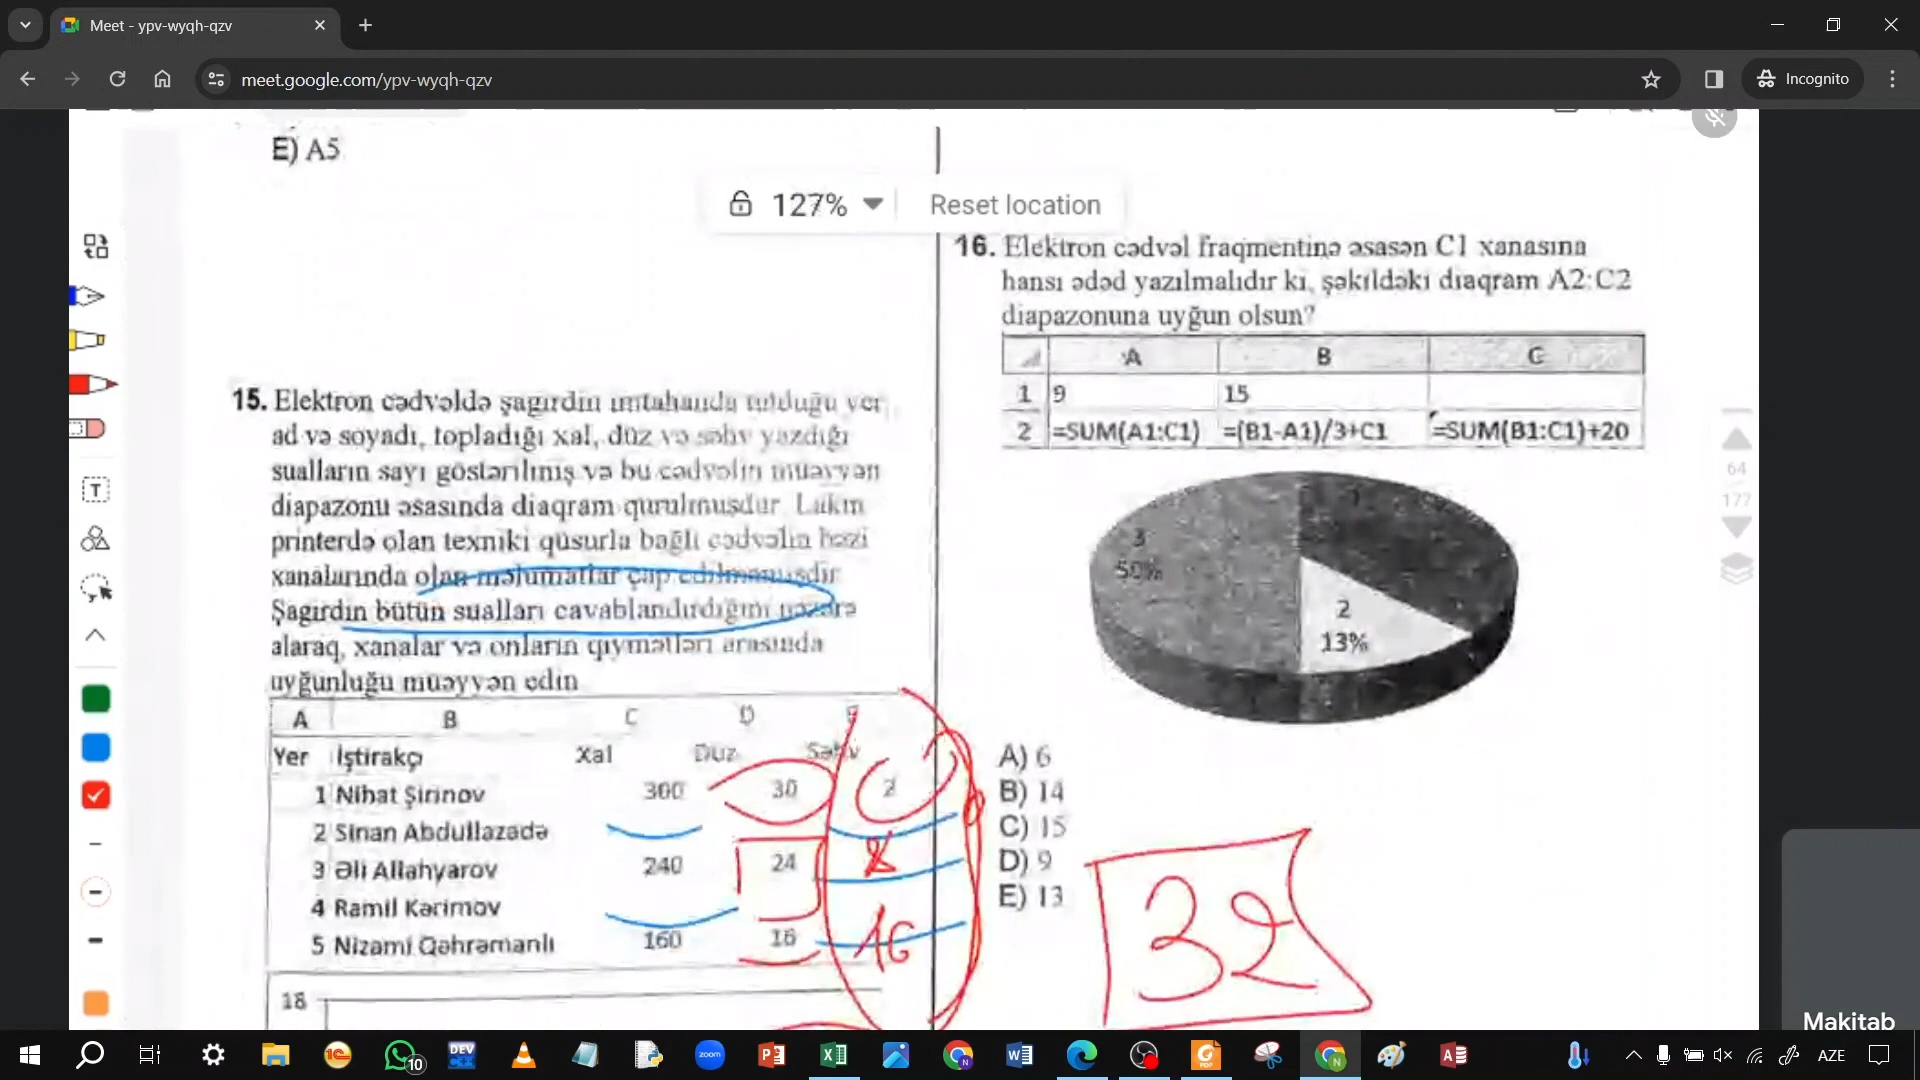 Meet - ypv-wyqh-qzv
meet.google.com/ypv-wyqh-qzv
Incognito
E) A5
127%
Reset location
15. Elektron cədvəldə şagirdin imtahanda tutduğu yer,
ad və soyadı, topladığı xal, düz və səhv yazdığı
sualların sayı göstərilmiş və bu cədvəlin müəyyən
diapazonu əsasında diaqram qurulmuşdur. Lakin
printerdə olan texniki qüsurla bağlı cədvəlin bəzi
xanalarında olan məlumatlar çap edilməmişdir.
Şagirdin bütün sualları cavablandırdığını nəzərə
alaraq, xanalar və onların qiymətləri arasında
uyğunluğu müəyyən edin
A B C D E
Yer İştirakçı Xal Düz Səhv
1 Nihat Şirinov 300 30 2
2 Sinan Abdullazadə
3 Əli Allahyarov 240 24 8
4 Ramil Kərimov
5 Nizami Qəhrəmanlı 160 16 16
18
16. Elektron cədvəl fraqmentinə əsasən C1 xanasına
hansı ədəd yazılmalıdır ki, şəkildəki diaqram A2:C2
diapazonuna uyğun olsun?
A B C
1 9 15
2 =SUM(A1:C1) =(B1-A1)/3+C1 =SUM(B1:C1)+20
1
3
50%
2
13%
A) 6
B) 14
C) 15
D) 9
E) 13
32
64
177
T
Makitab
10
AZE